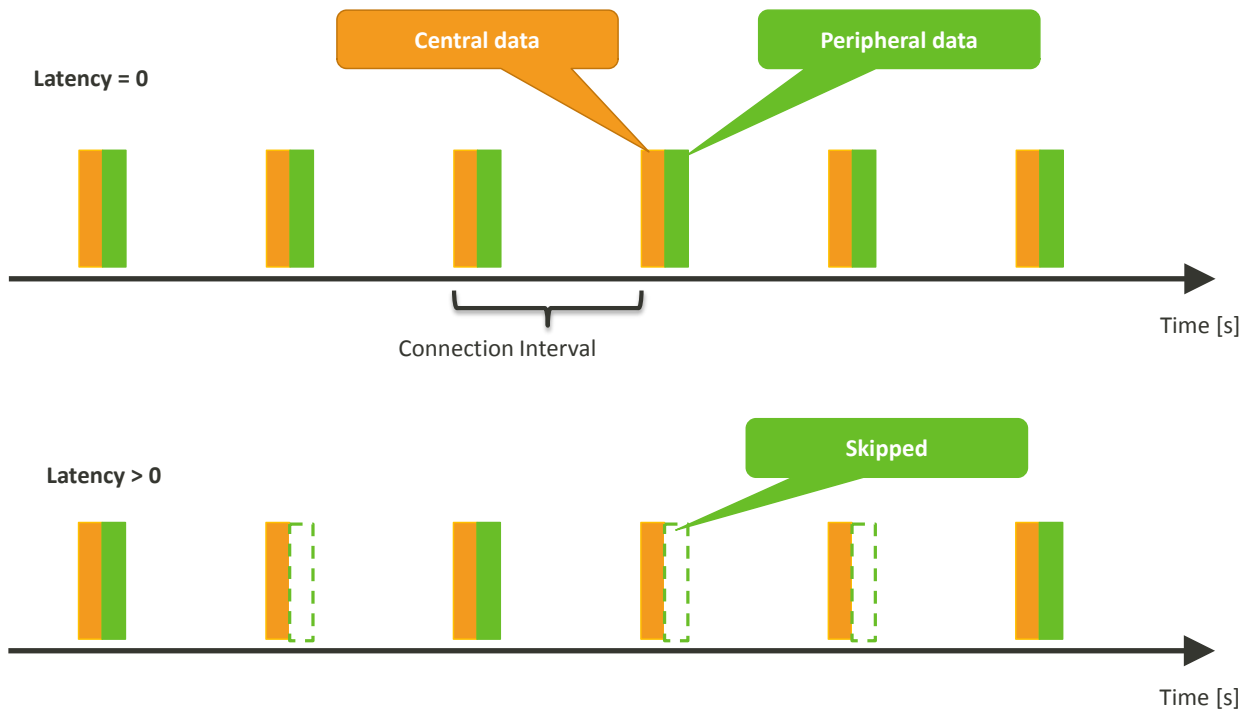 Central data
Peripheral data
Latency = 0
Time [s]
Connection Interval
Skipped
Latency > 0
Time [s]